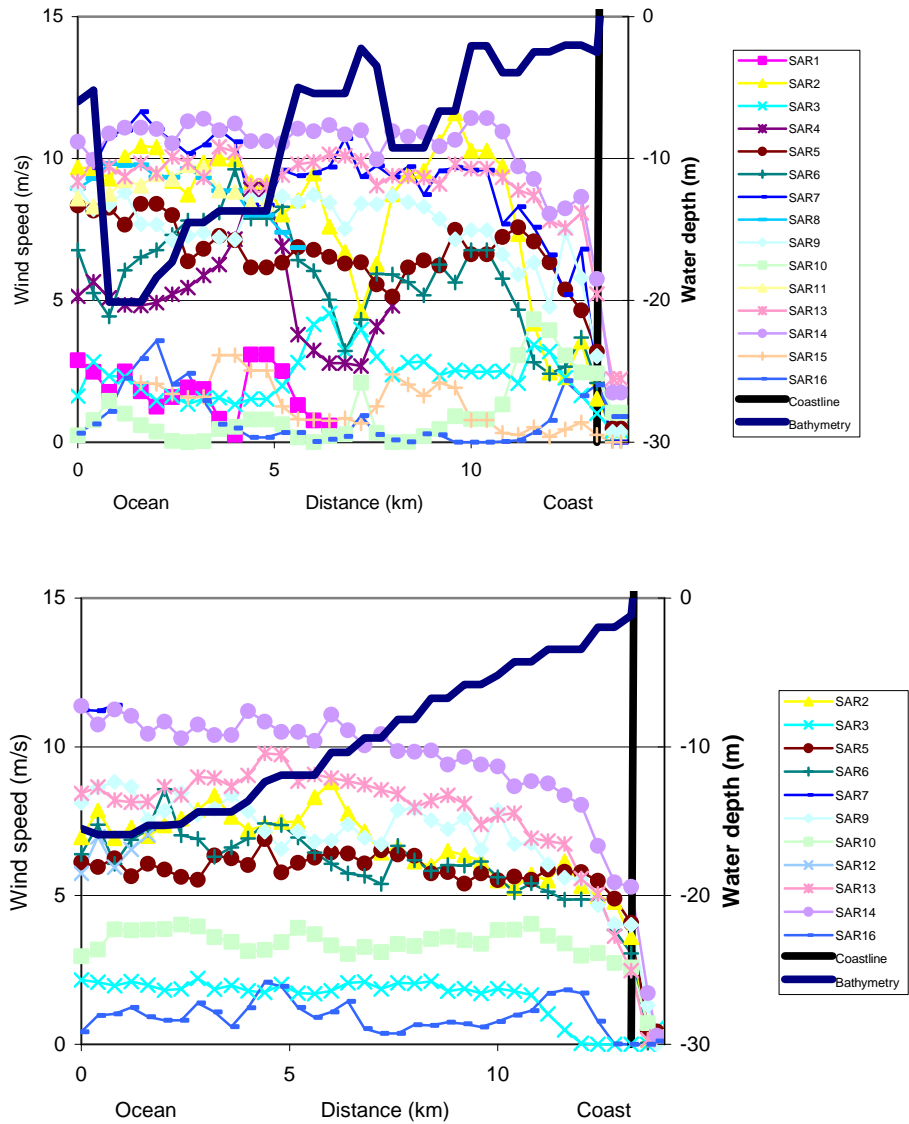 15
10
5
0
Wind speed (m/s)
0
-10
-20
-30
Water depth (m)
0
5
10
Ocean
Distance (km)
Coast
SAR1
SAR2
SAR3
SAR4
SAR5
SAR6
SAR7
SAR8
SAR9
SAR10
SAR11
SAR13
SAR14
SAR15
SAR16
Coastline
Bathymetry
15
10
5
0
Wind speed (m/s)
0
-10
-20
-30
Water depth (m)
0
5
10
Ocean
Distance (km)
Coast
SAR2
SAR3
SAR5
SAR6
SAR7
SAR9
SAR10
SAR12
SAR13
SAR14
SAR16
Coastline
Bathymetry